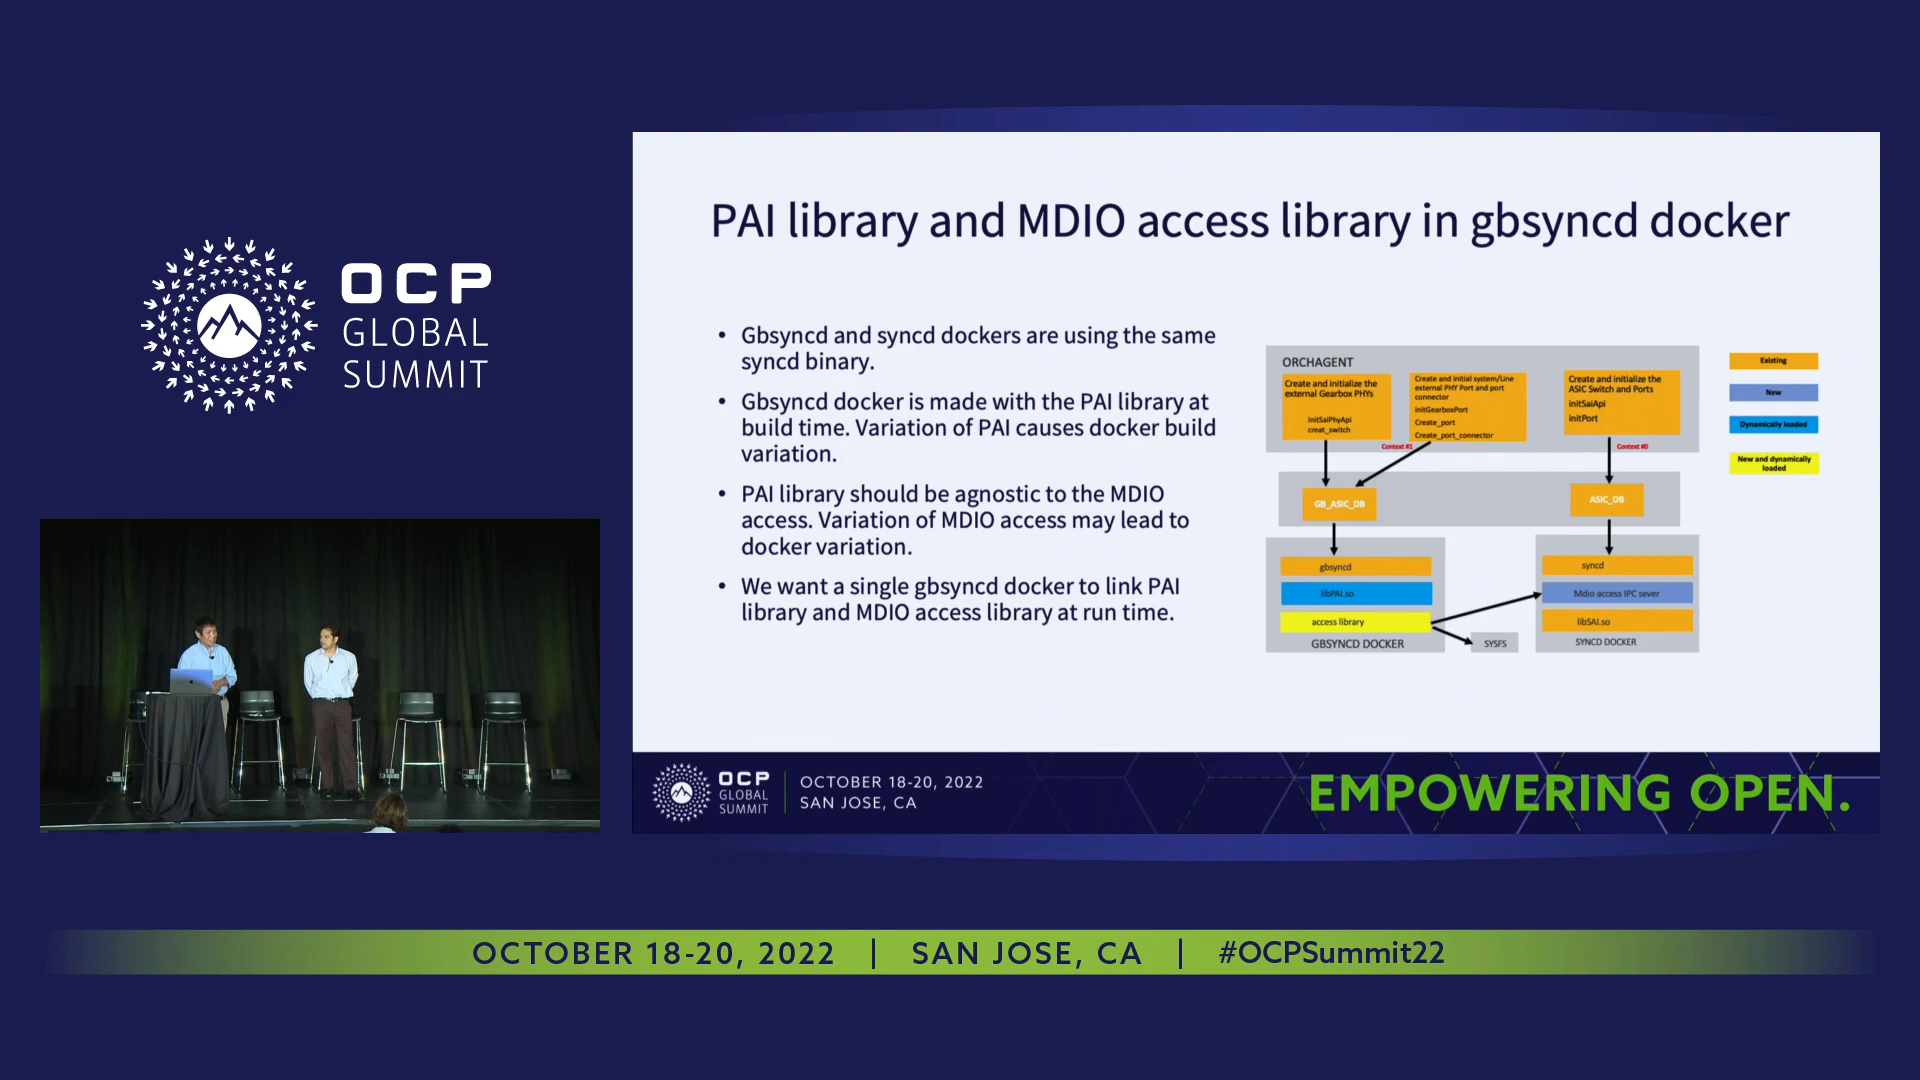 OCP
GLOBAL
SUMMIT
PAI library and MDIO access library in gbsyncd docker
• Gbsyncd and syncd dockers are using the same
syncd binary.
• Gbsyncd docker is made with the PAI library at
build time. Variation of PAI causes docker build
variation.
• PAI library should be agnostic to the MDIO
access. Variation of MDIO access may lead to
docker variation.
• We want a single gbsyncd docker to link PAI
library and MDIO access library at run time.
ORCHAGENT
Create and initialize the
external Gearbox PHYs
InitSaiPhyApi
creat_switch
Create and initial system/Line
external PHY Port and port
connector
initGearboxPort
Create_port
Create_port_connector
Create and initialize the
ASIC Switch and Ports
initSaiApi
initPort
Context #1
Context #0
GB_ASIC_DB
ASIC_DB
gbsyncd
libPAI.so
access library
GBSYNCD DOCKER
SYSFS
syncd
Mdio access IPC sever
libSAI.so
SYNCD DOCKER
Existing
New
Dynamically loaded
New and dynamically
loaded
OCP
GLOBAL
SUMMIT
OCTOBER 18-20, 2022
SAN JOSE, CA
EMPOWERING OPEN.
OCTOBER 18-20, 2022 | SAN JOSE, CA | #OCPSummit22